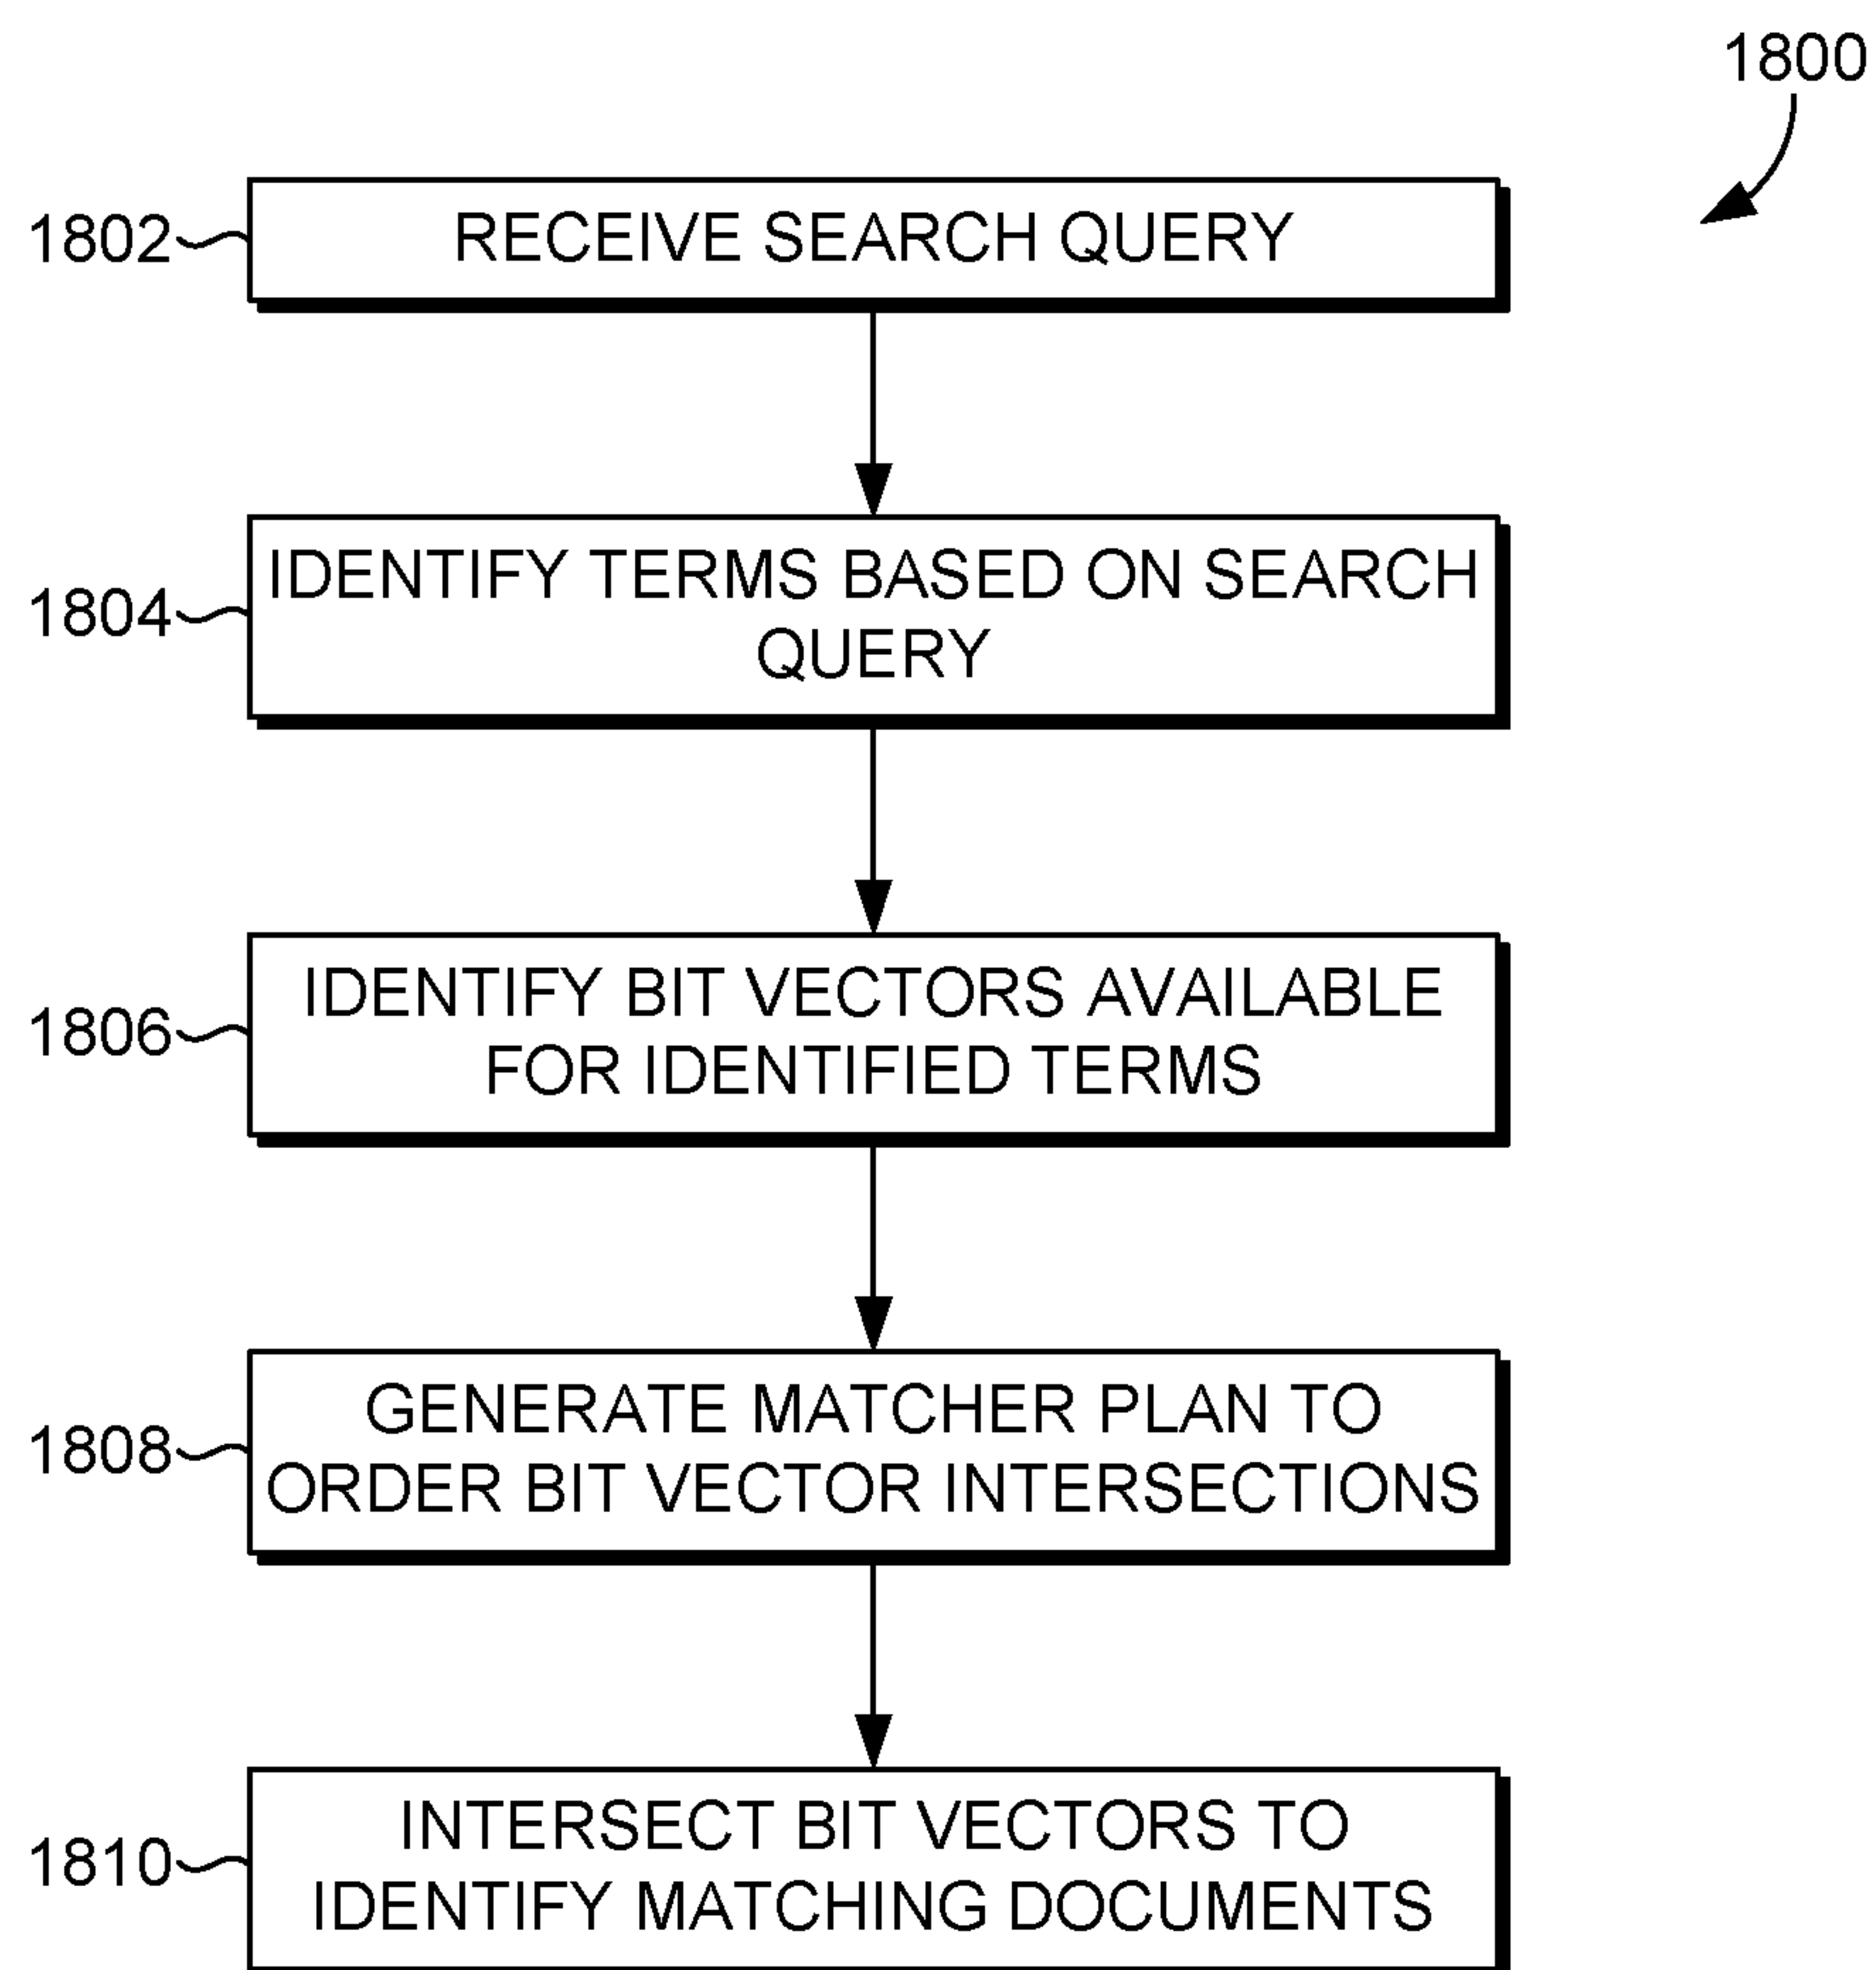 1800
1802
RECEIVE SEARCH QUERY
1804
IDENTIFY TERMS BASED ON SEARCH
QUERY
1806
IDENTIFY BIT VECTORS AVAILABLE
FOR IDENTIFIED TERMS
1808
GENERATE MATCHER PLAN TO
ORDER BIT VECTOR INTERSECTIONS
1810
INTERSECT BIT VECTORS TO
IDENTIFY MATCHING DOCUMENTS